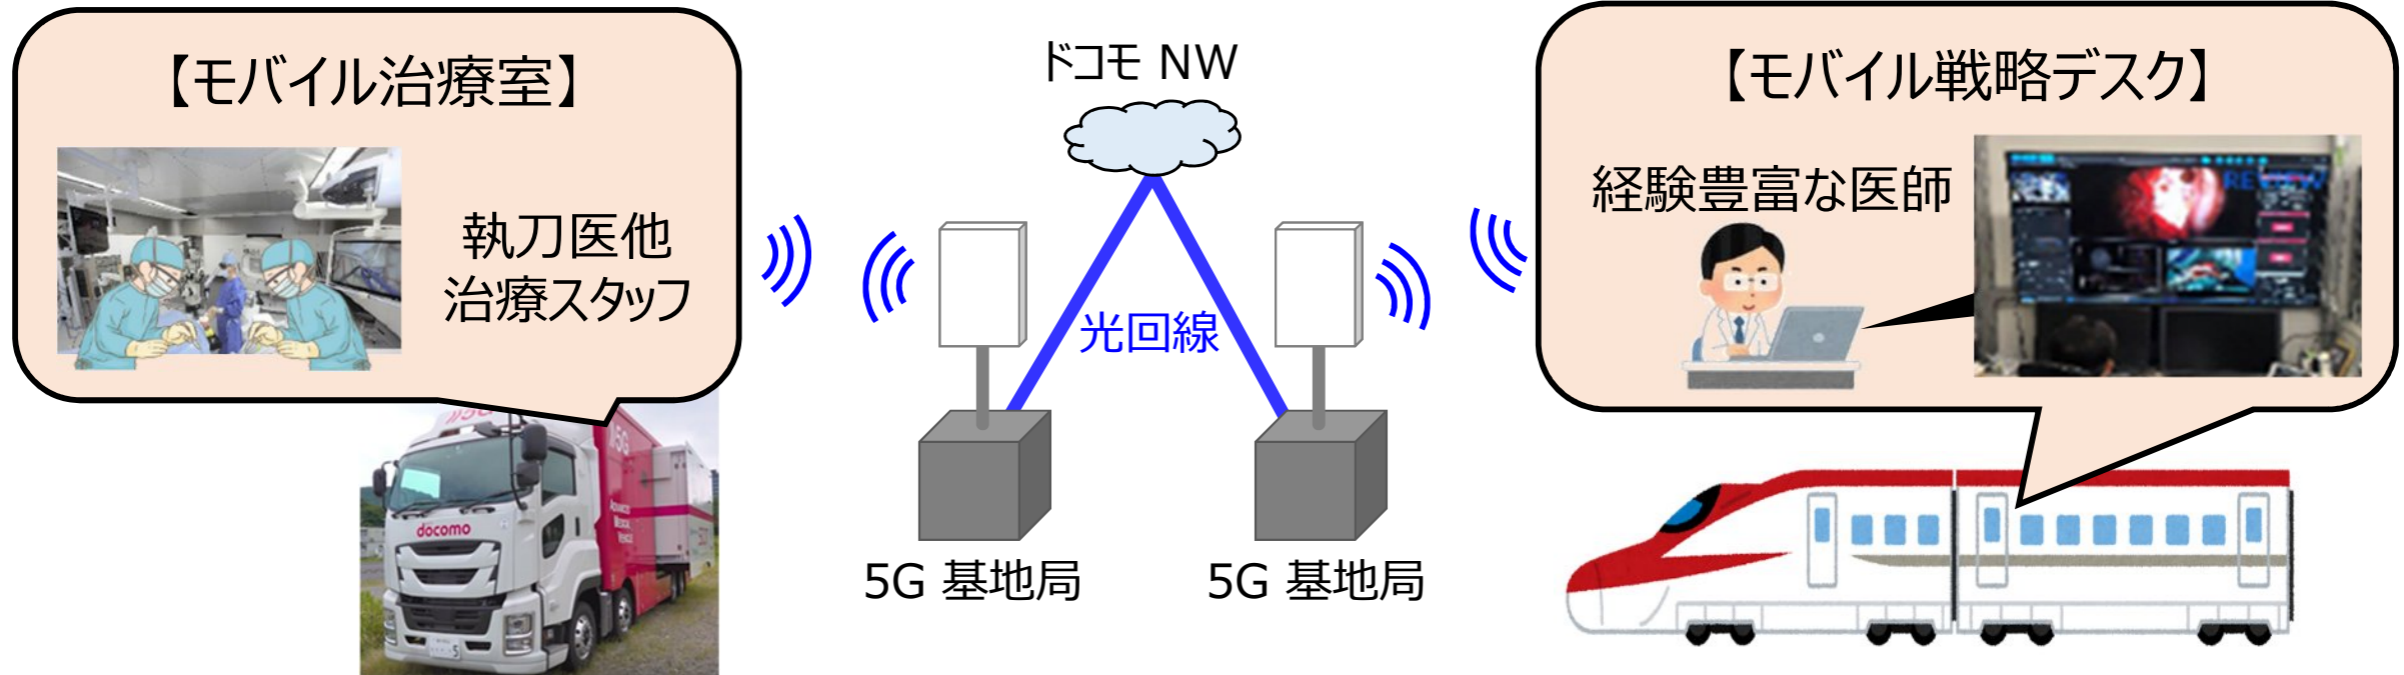 【モバイル治療室】
執刀医他
治療スタッフ
ドコモ NW
光回線
5G 基地局
5G 基地局
【モバイル戦略デスク】
経験豊富な医師
5G
docomo